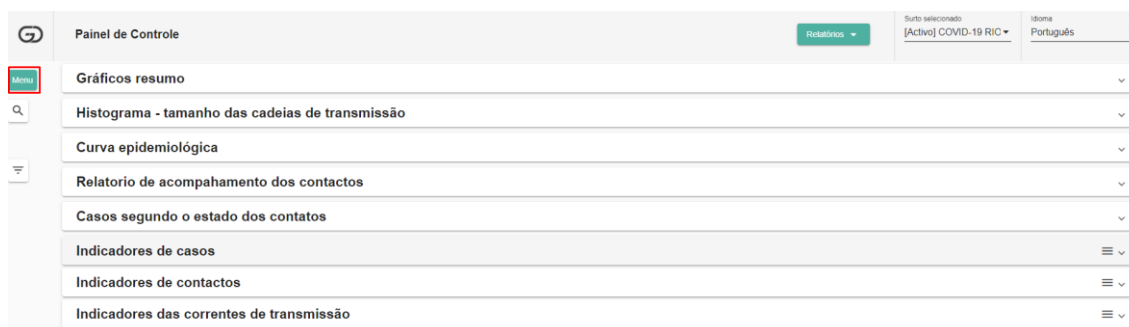 Painel de Controle
Relatórios
Surto selecionado
[Activo] COVID-19 RIC
Idioma
Português
Menu
Gráficos resumo
Histograma - tamanho das cadeias de transmissão
Curva epidemiológica
Relatorio de acompahamento dos contactos
Casos segundo o estado dos contatos
Indicadores de casos
Indicadores de contactos
Indicadores das correntes de transmissão